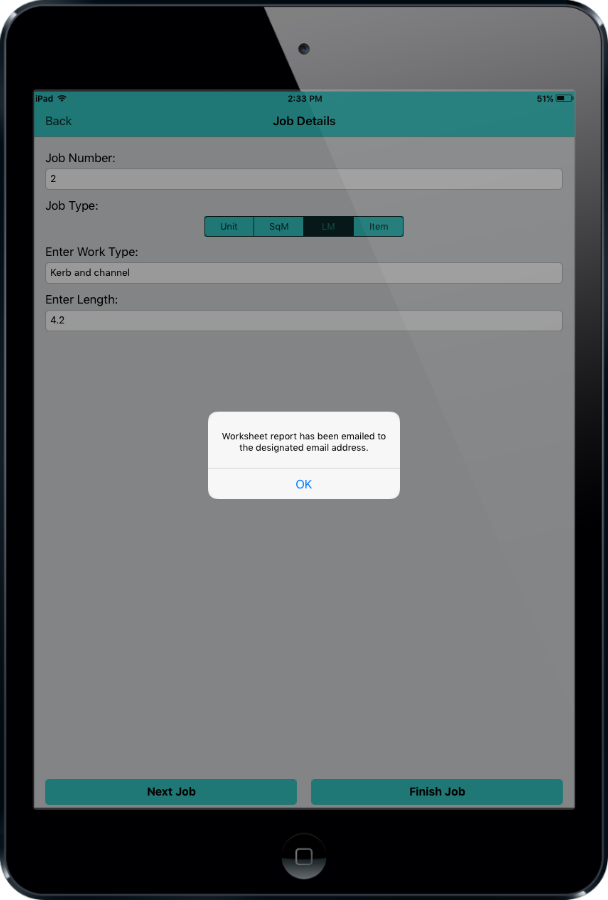 iPad 2:33 PM 51%
Back Job Details
Job Number:
2
Job Type:
Unit SqM LM Item
Enter Work Type:
Kerb and channel
Enter Length:
4.2
Worksheet report has been emailed to
the designated email address.
OK
Next Job Finish Job